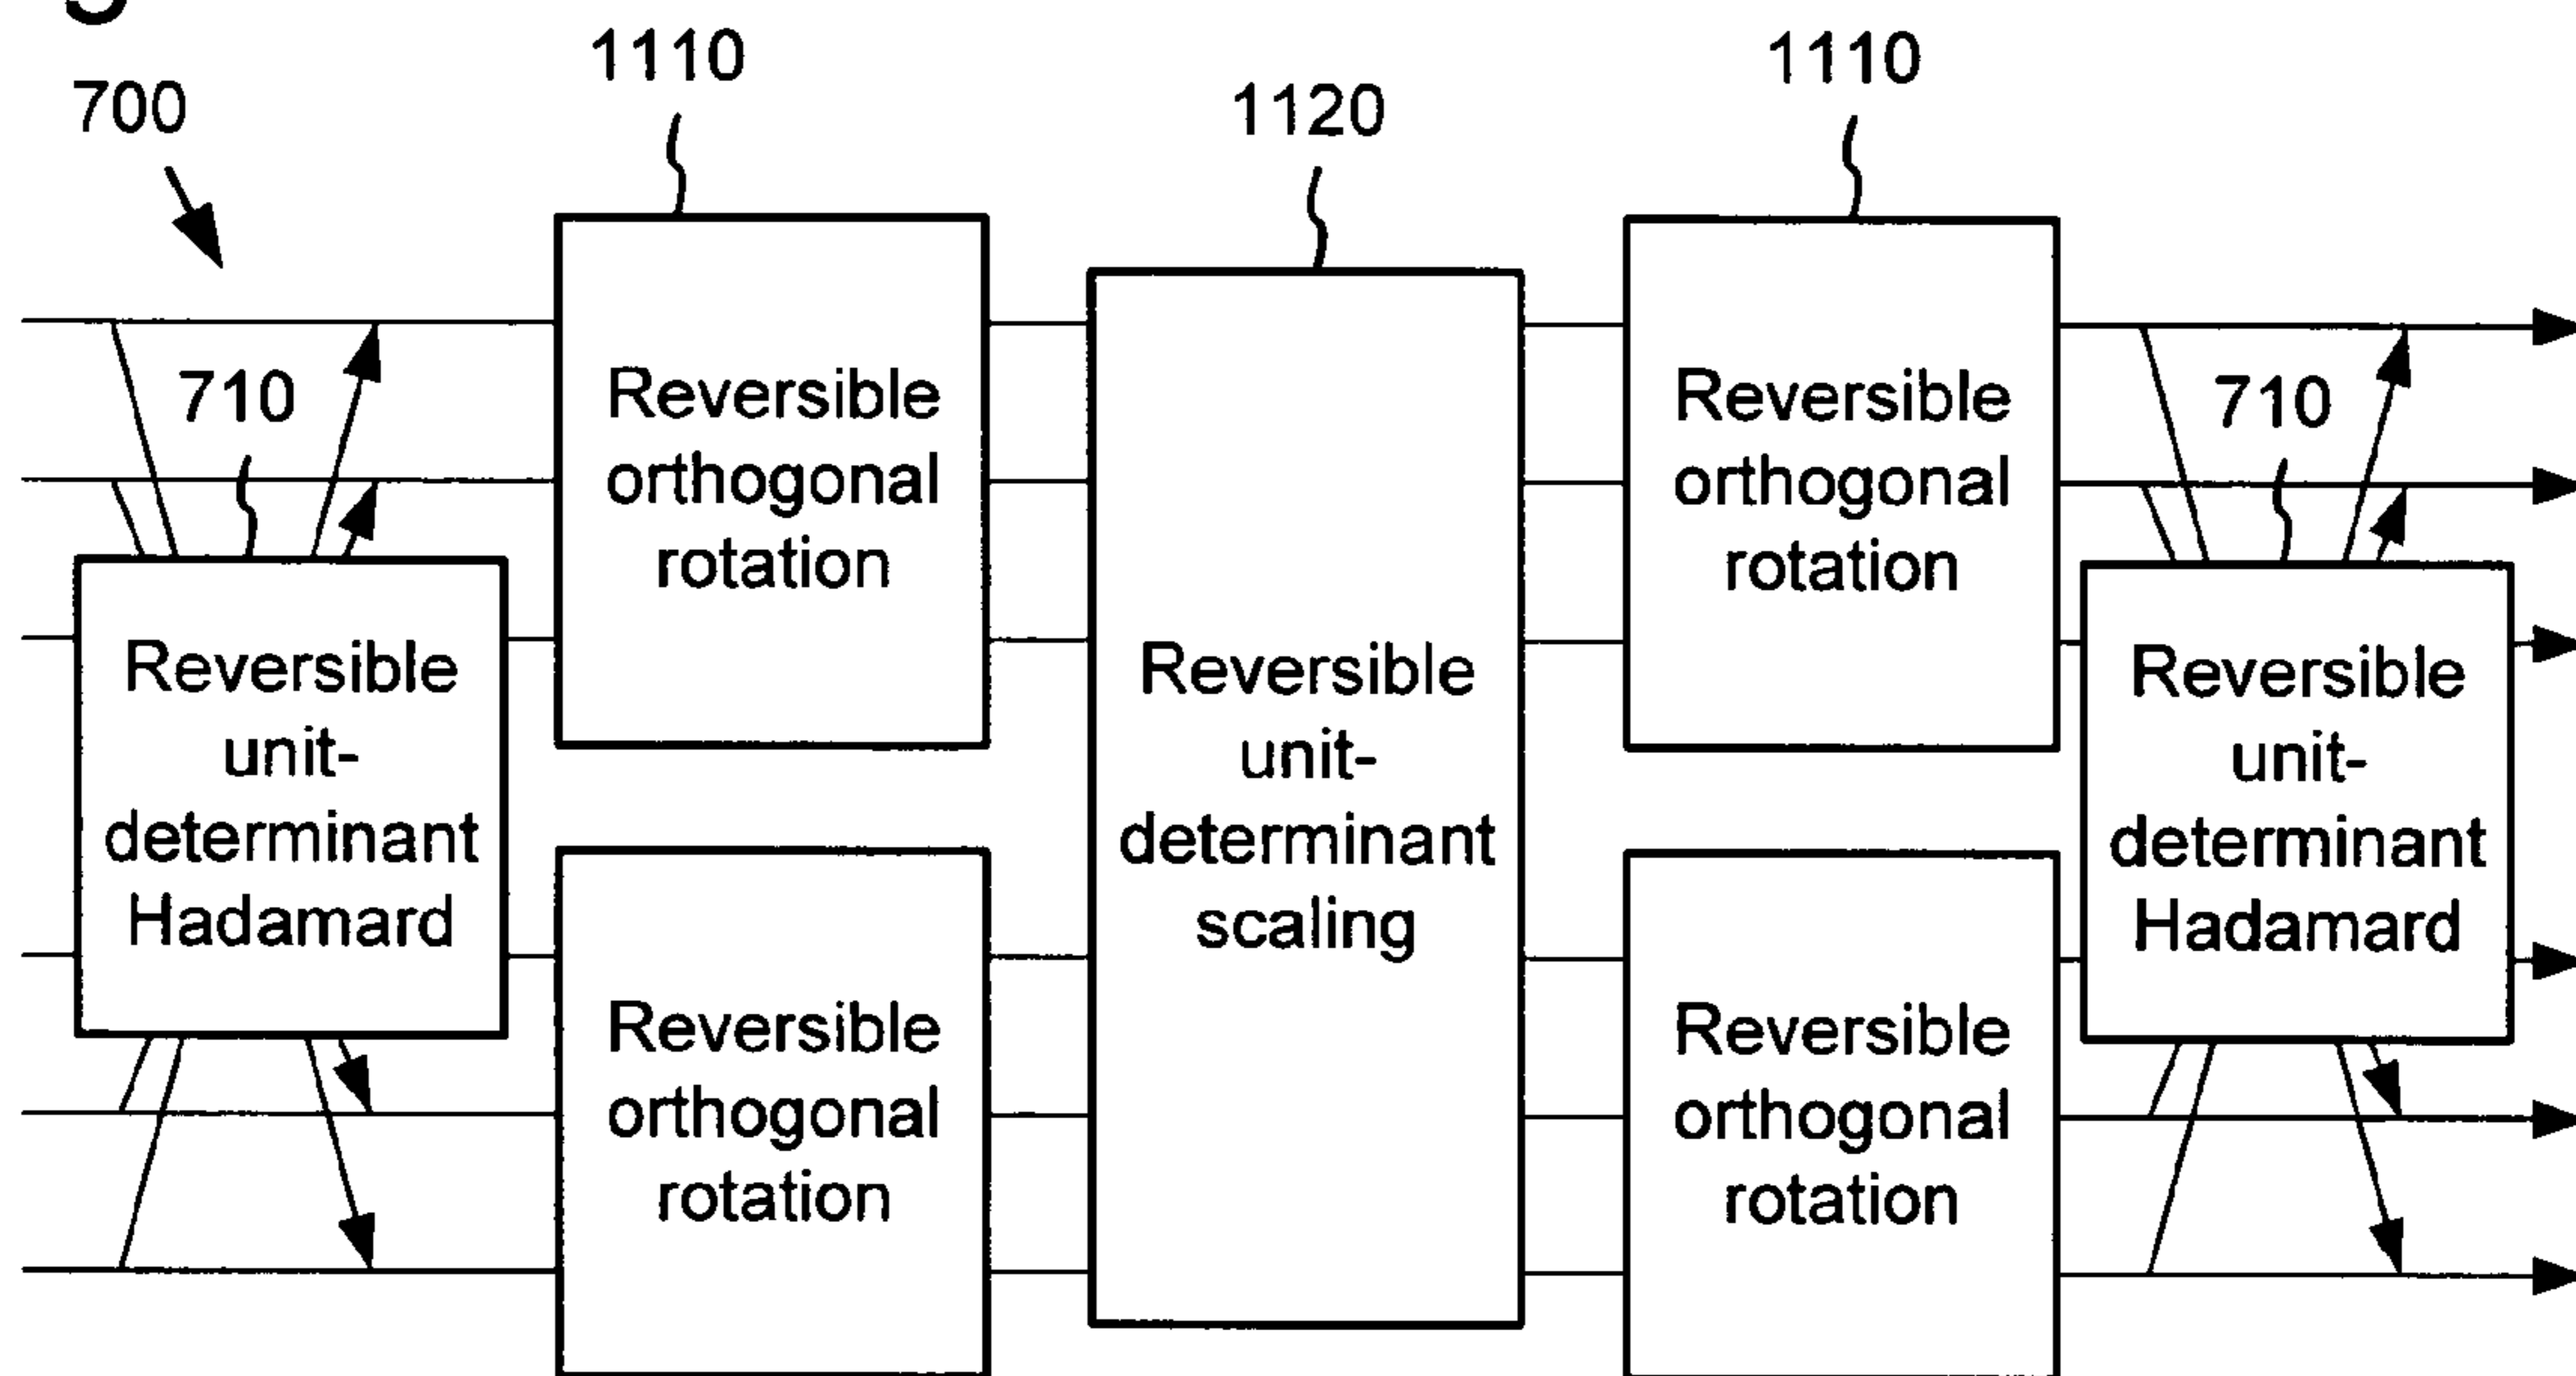 700
1110
1120
1110
710
710
Reversible
unit-
determinant
Hadamard
Reversible
orthogonal
rotation
Reversible
orthogonal
rotation
Reversible
unit-
determinant
scaling
Reversible
orthogonal
rotation
Reversible
orthogonal
rotation
Reversible
unit-
determinant
Hadamard